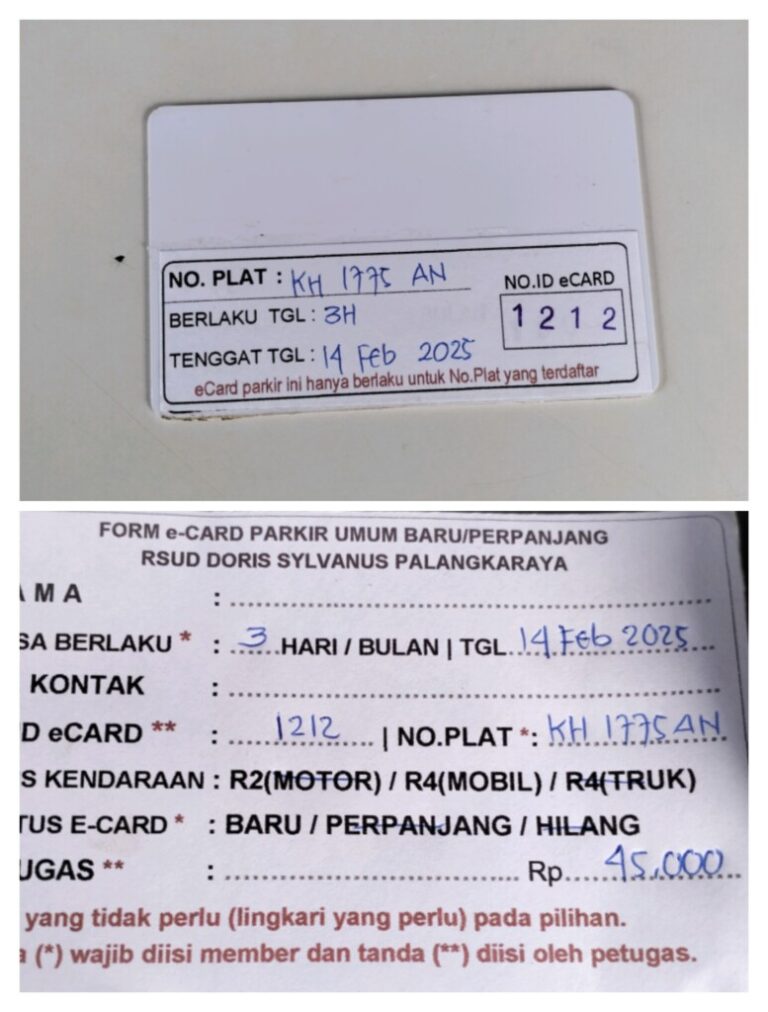 NO. PLAT : KH 1775 AN
NO.ID eCARD
BERLAKU TGL : 3H
1 2 1 2
TENGGAT TGL : 14 Feb 2025
eCard parkir ini hanya berlaku untuk No.Plat yang terdaftar
FORM e-CARD PARKIR UMUM BARU/PERPANJANG
RSUD DORIS SYLVANUS PALANGKARAYA
AMA : ........
SA BERLAKU * : ..3...HARI / BULAN | TGL..14 Feb 2025...
KONTAK : ........
D eCARD ** : ......1212...... | NO.PLAT *: KH 1775 AN
S KENDARAAN : R2(MOTOR) / R4(MOBIL) / R4(TRUK)
TUS E-CARD * : BARU / PERPANJANG / HILANG
UGAS ** : ........ Rp.....45.000...
yang tidak perlu (lingkari yang perlu) pada pilihan.
a (*) wajib diisi member dan tanda (**) diisi oleh petugas.